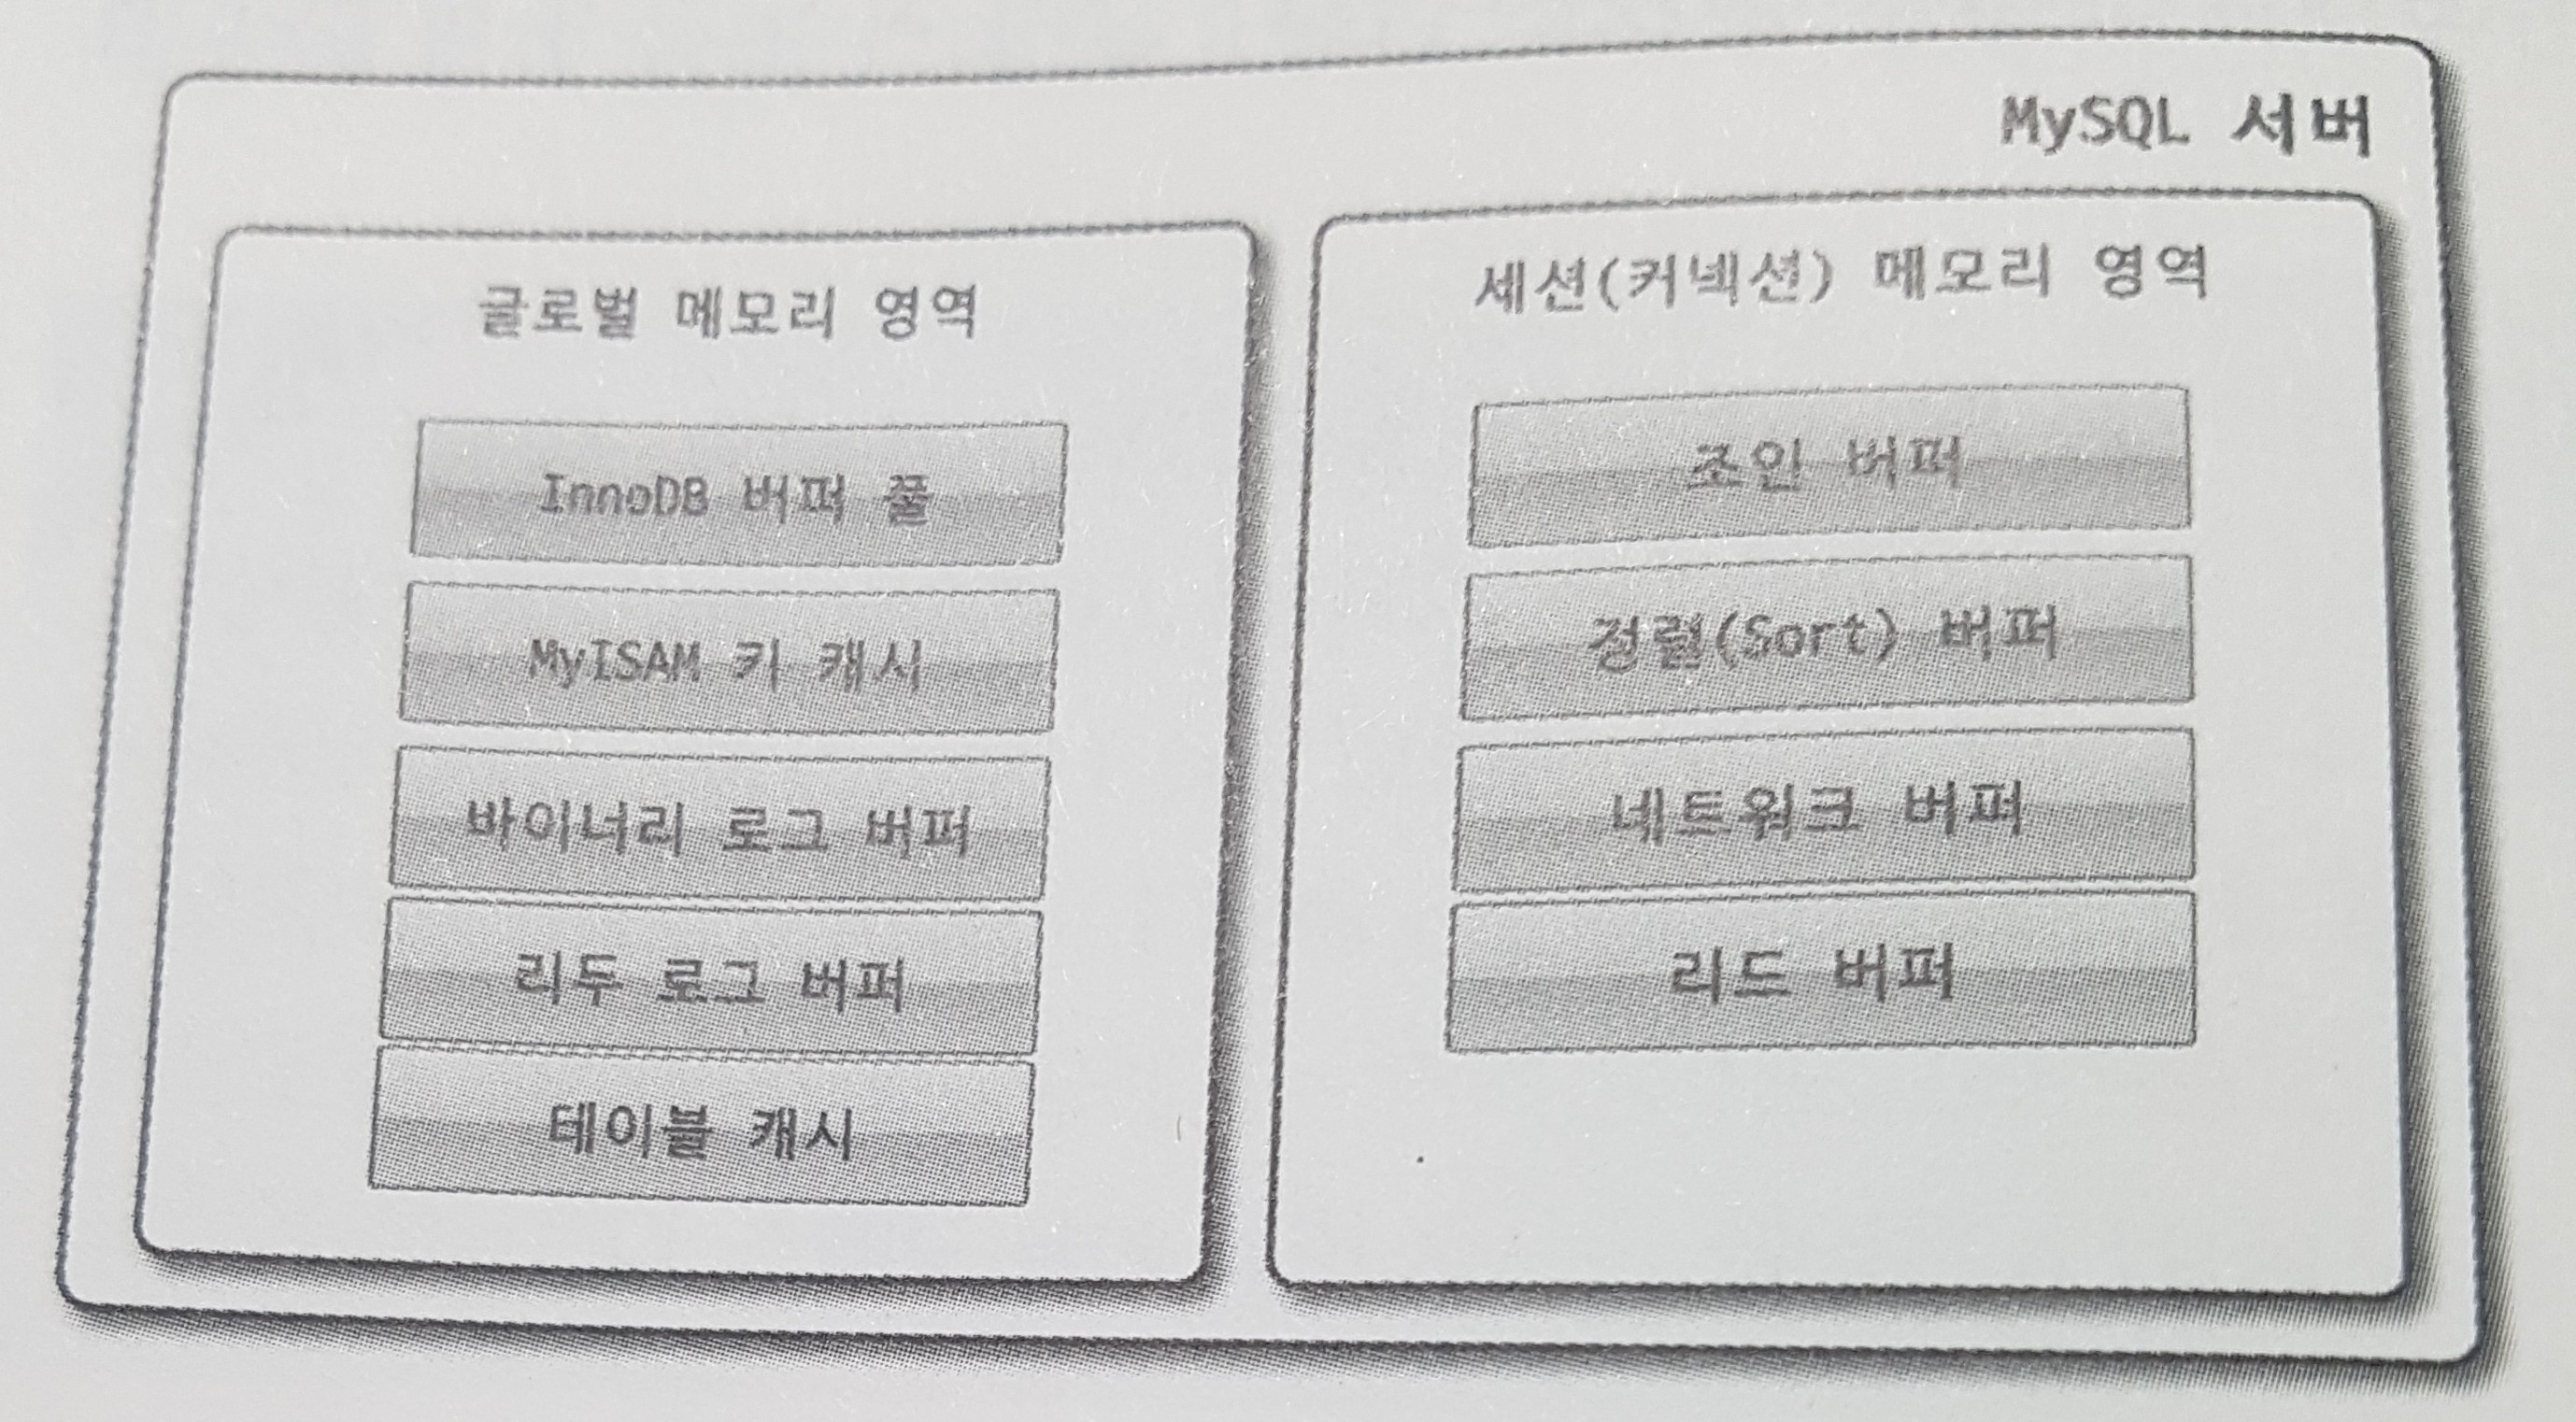 MySQL 서버
글로벌 메모리 영역
InnoDB 버퍼 풀
MyISAM 키 캐시
바이너리 로그 버퍼
리두 로그 버퍼
테이블 캐시
세션(커넥션) 메모리 영역
조인 버퍼
정렬(Sort) 버퍼
네트워크 버퍼
리드 버퍼